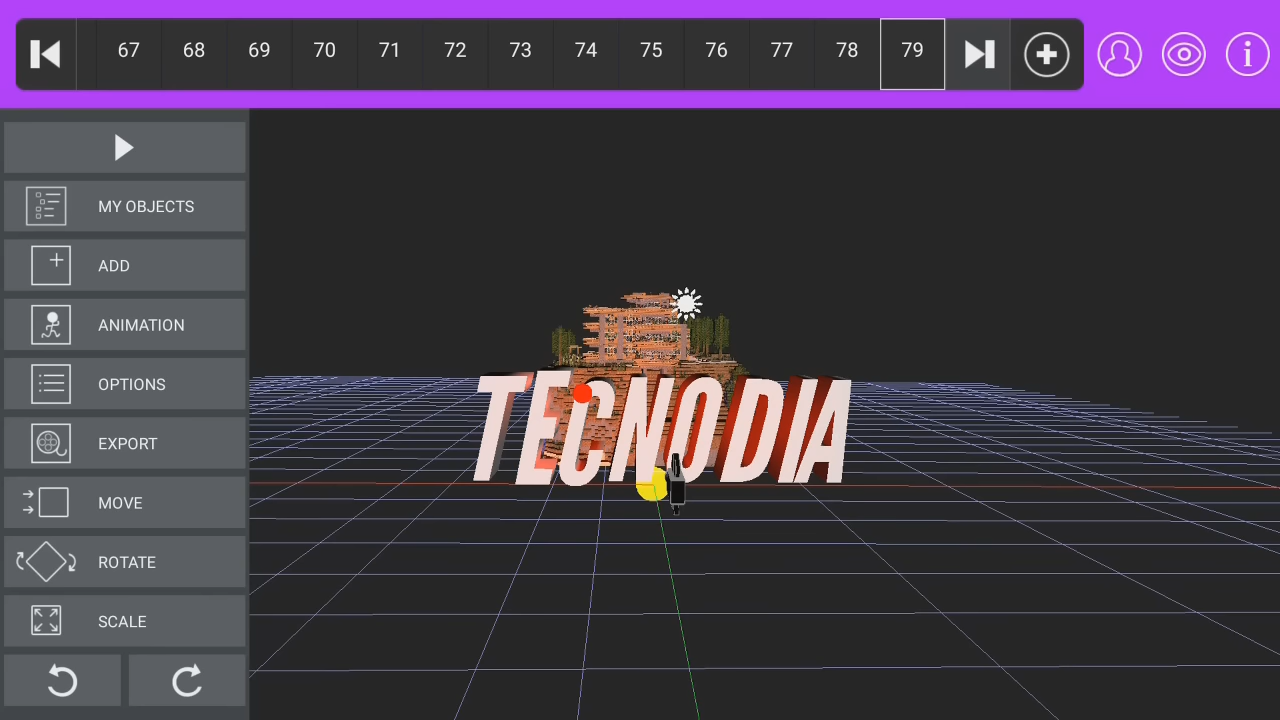 67 68 69 70 71 72 73 74 75 76 77 78 79
MY OBJECTS
ADD
ANIMATION
OPTIONS
EXPORT
MOVE
ROTATE
SCALE
TECNODIA